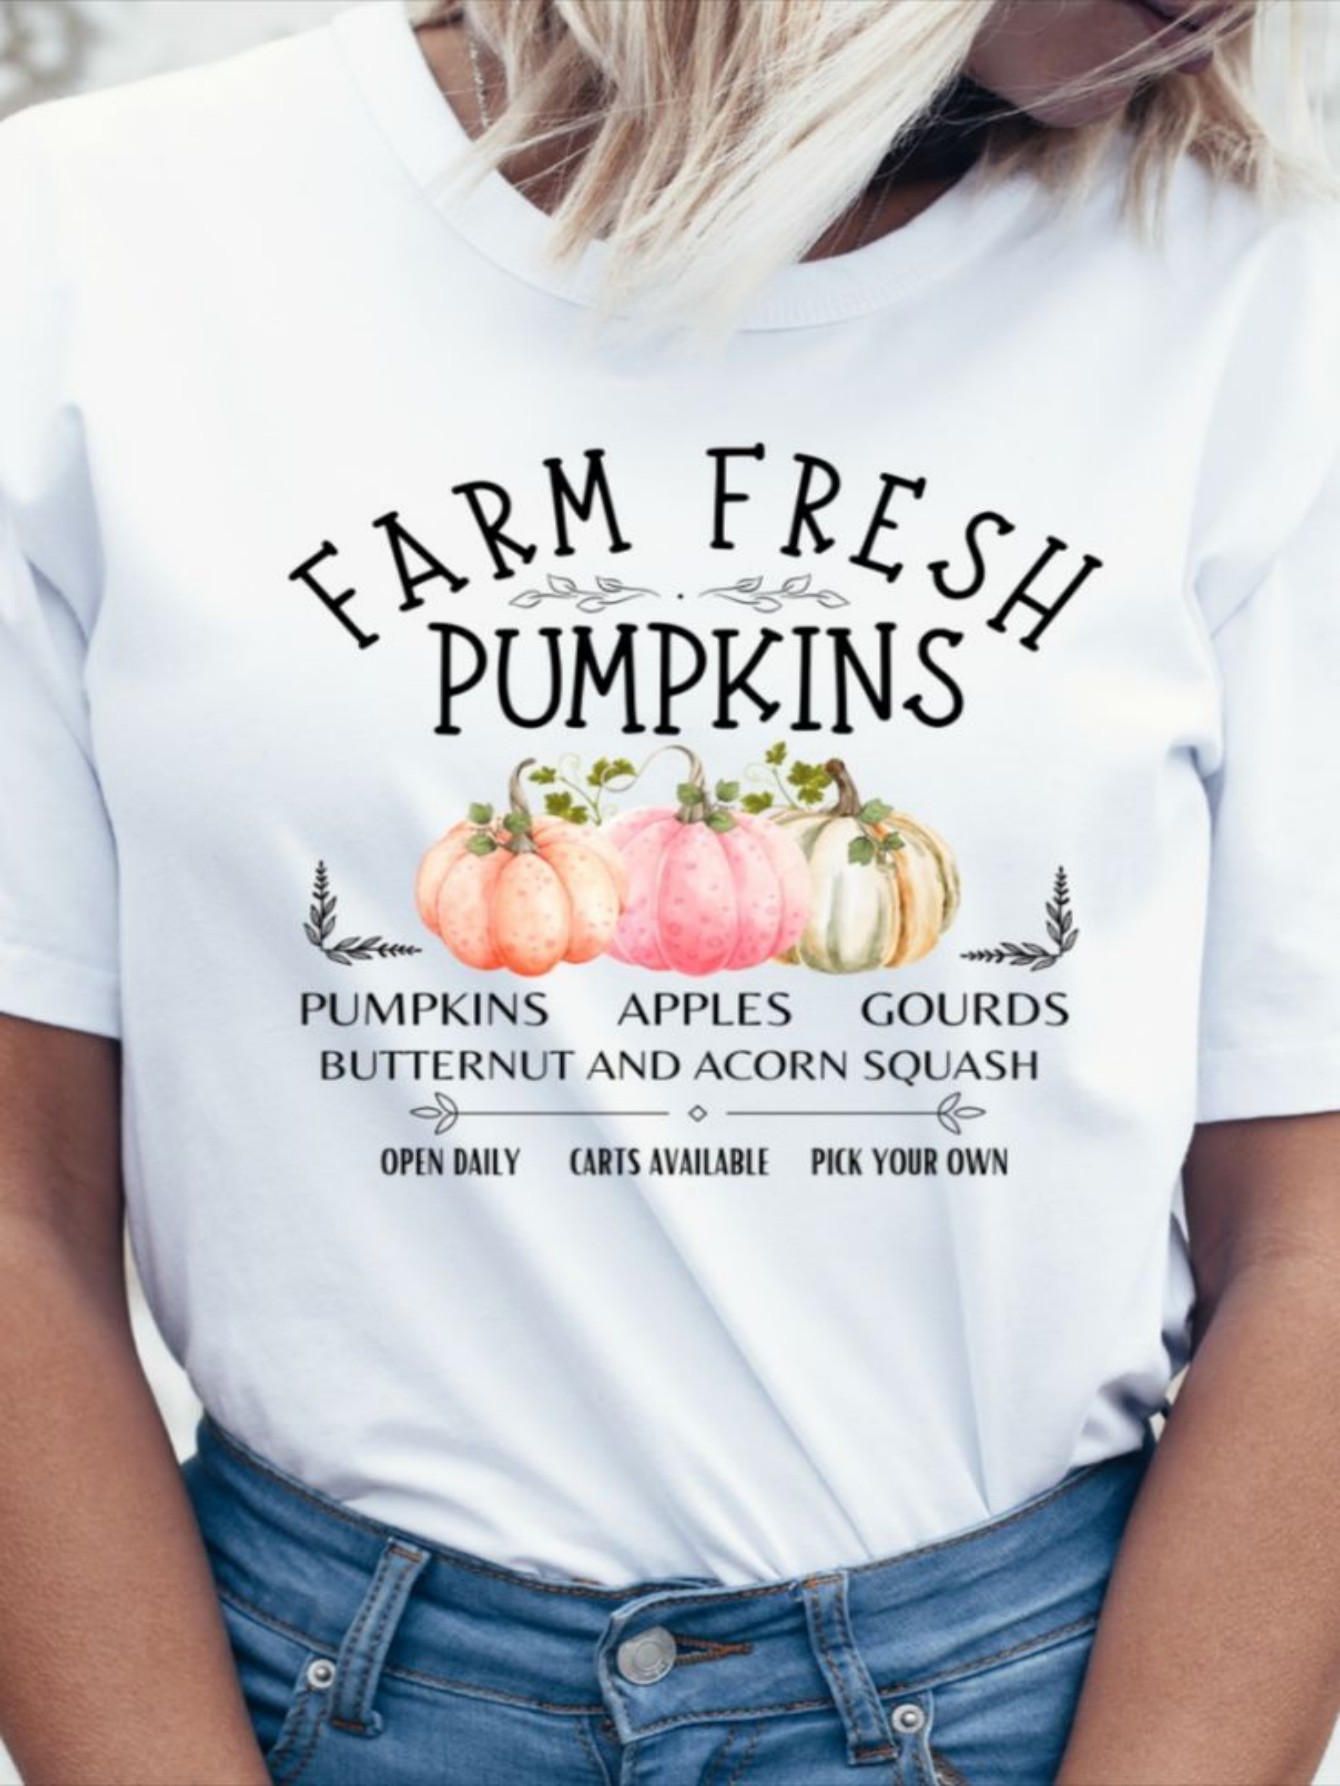 FARM FRESH
PUMPKINS
PUMPKINS APPLES GOURDS
BUTTERNUT AND ACORN SQUASH
OPEN DAILY CARTS AVAILABLE PICK YOUR OWN